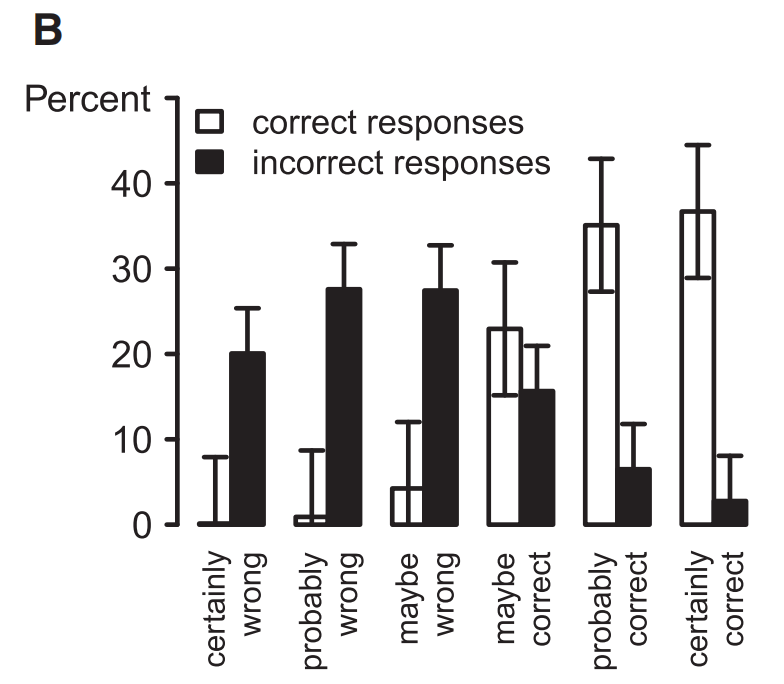 B
Percent
correct responses
incorrect responses
40
30
20
10
0
certainly
wrong
probably
wrong
maybe
wrong
maybe
correct
probably
correct
certainly
correct